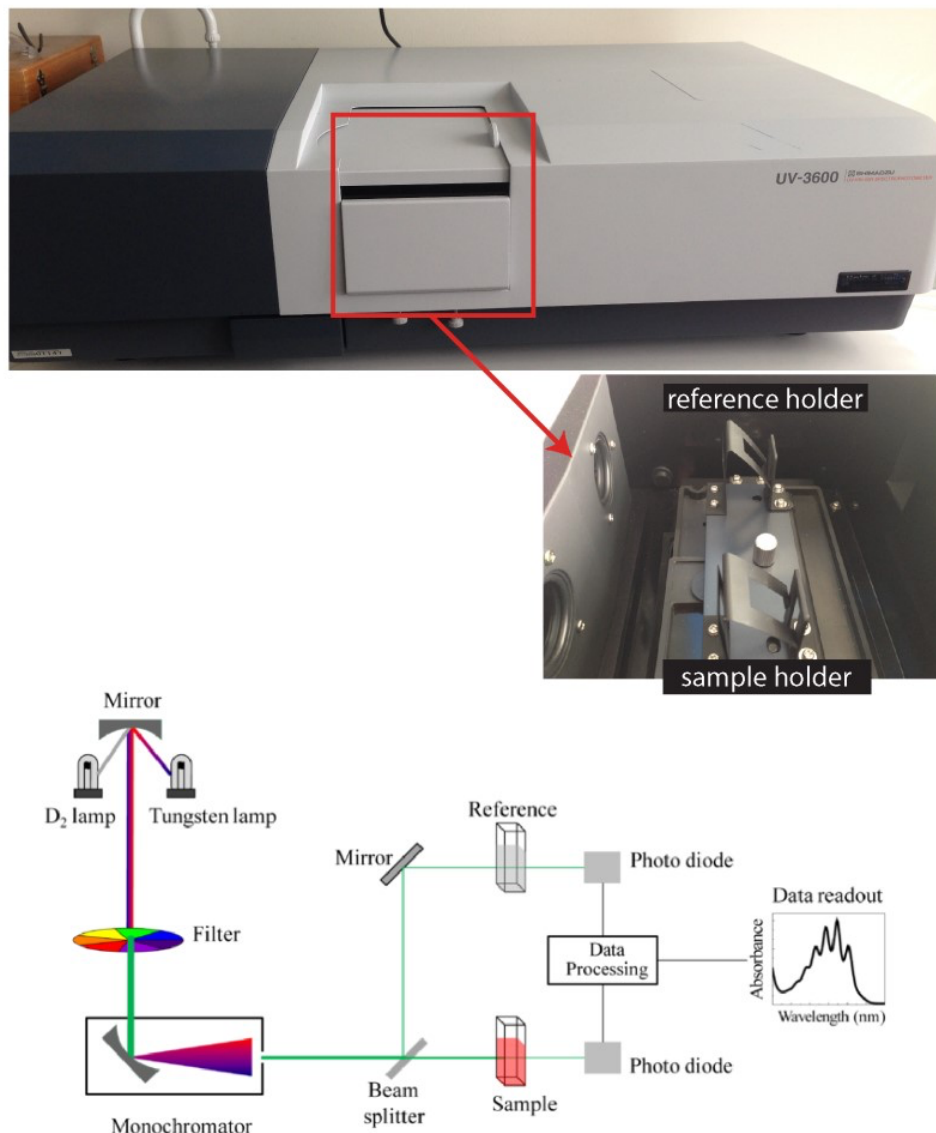 UV-3600
SHIMADZU
reference holder
sample holder
Mirror
D₂ lamp
Tungsten lamp
Filter
Monochromator
Mirror
Reference
Photo diode
Data
Processing
Data readout
Absorbance
Wavelength (nm)
Beam
splitter
Sample
Photo diode